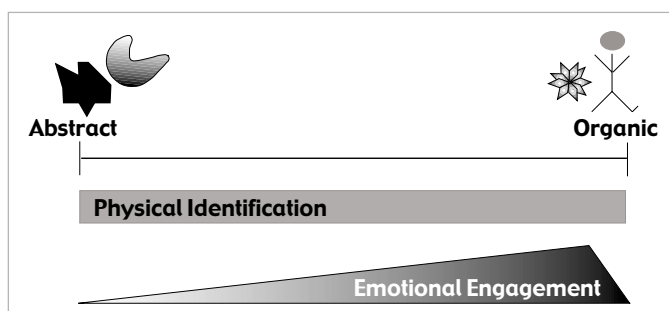 Abstract
Organic
Physical Identification
Emotional Engagement